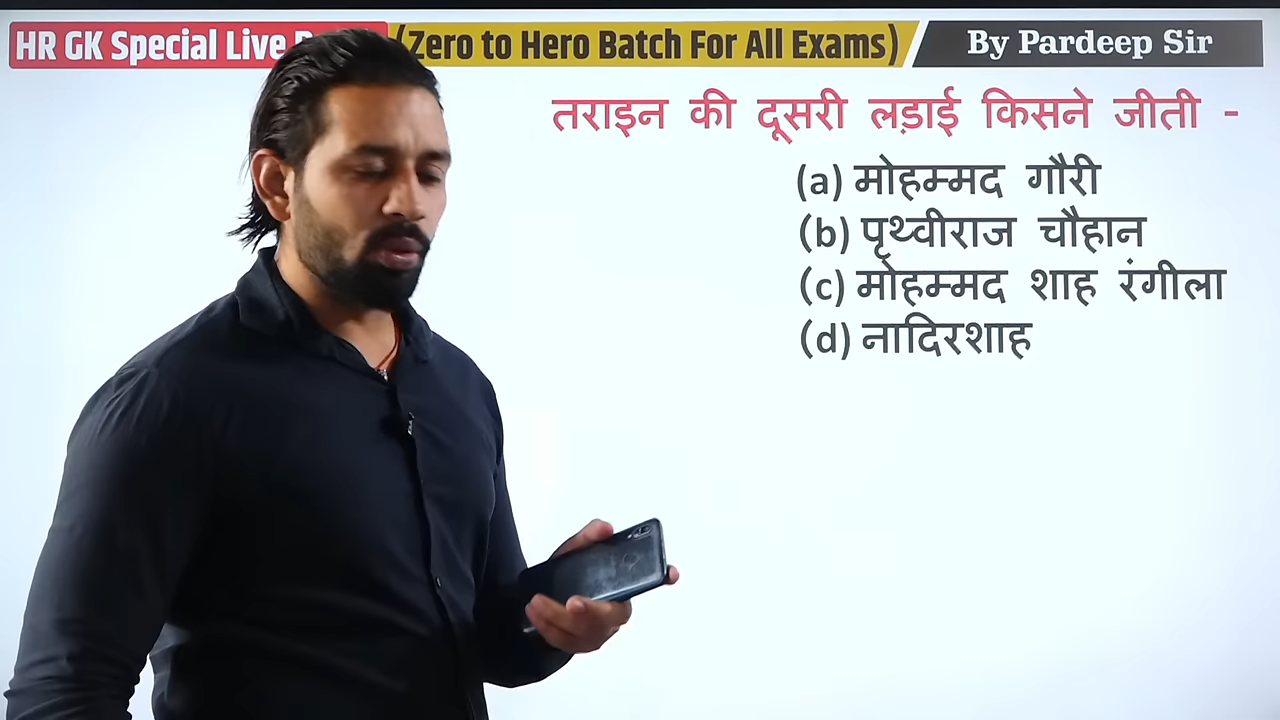 HR GK Special Live (Zero to Hero Batch For All Exams) By Pardeep Sir
तराइन की दूसरी लड़ाई किसने जीती -
(a) मोहम्मद गौरी
(b) पृथ्वीराज चौहान
(c) मोहम्मद शाह रंगीला
(d) नादिरशाह